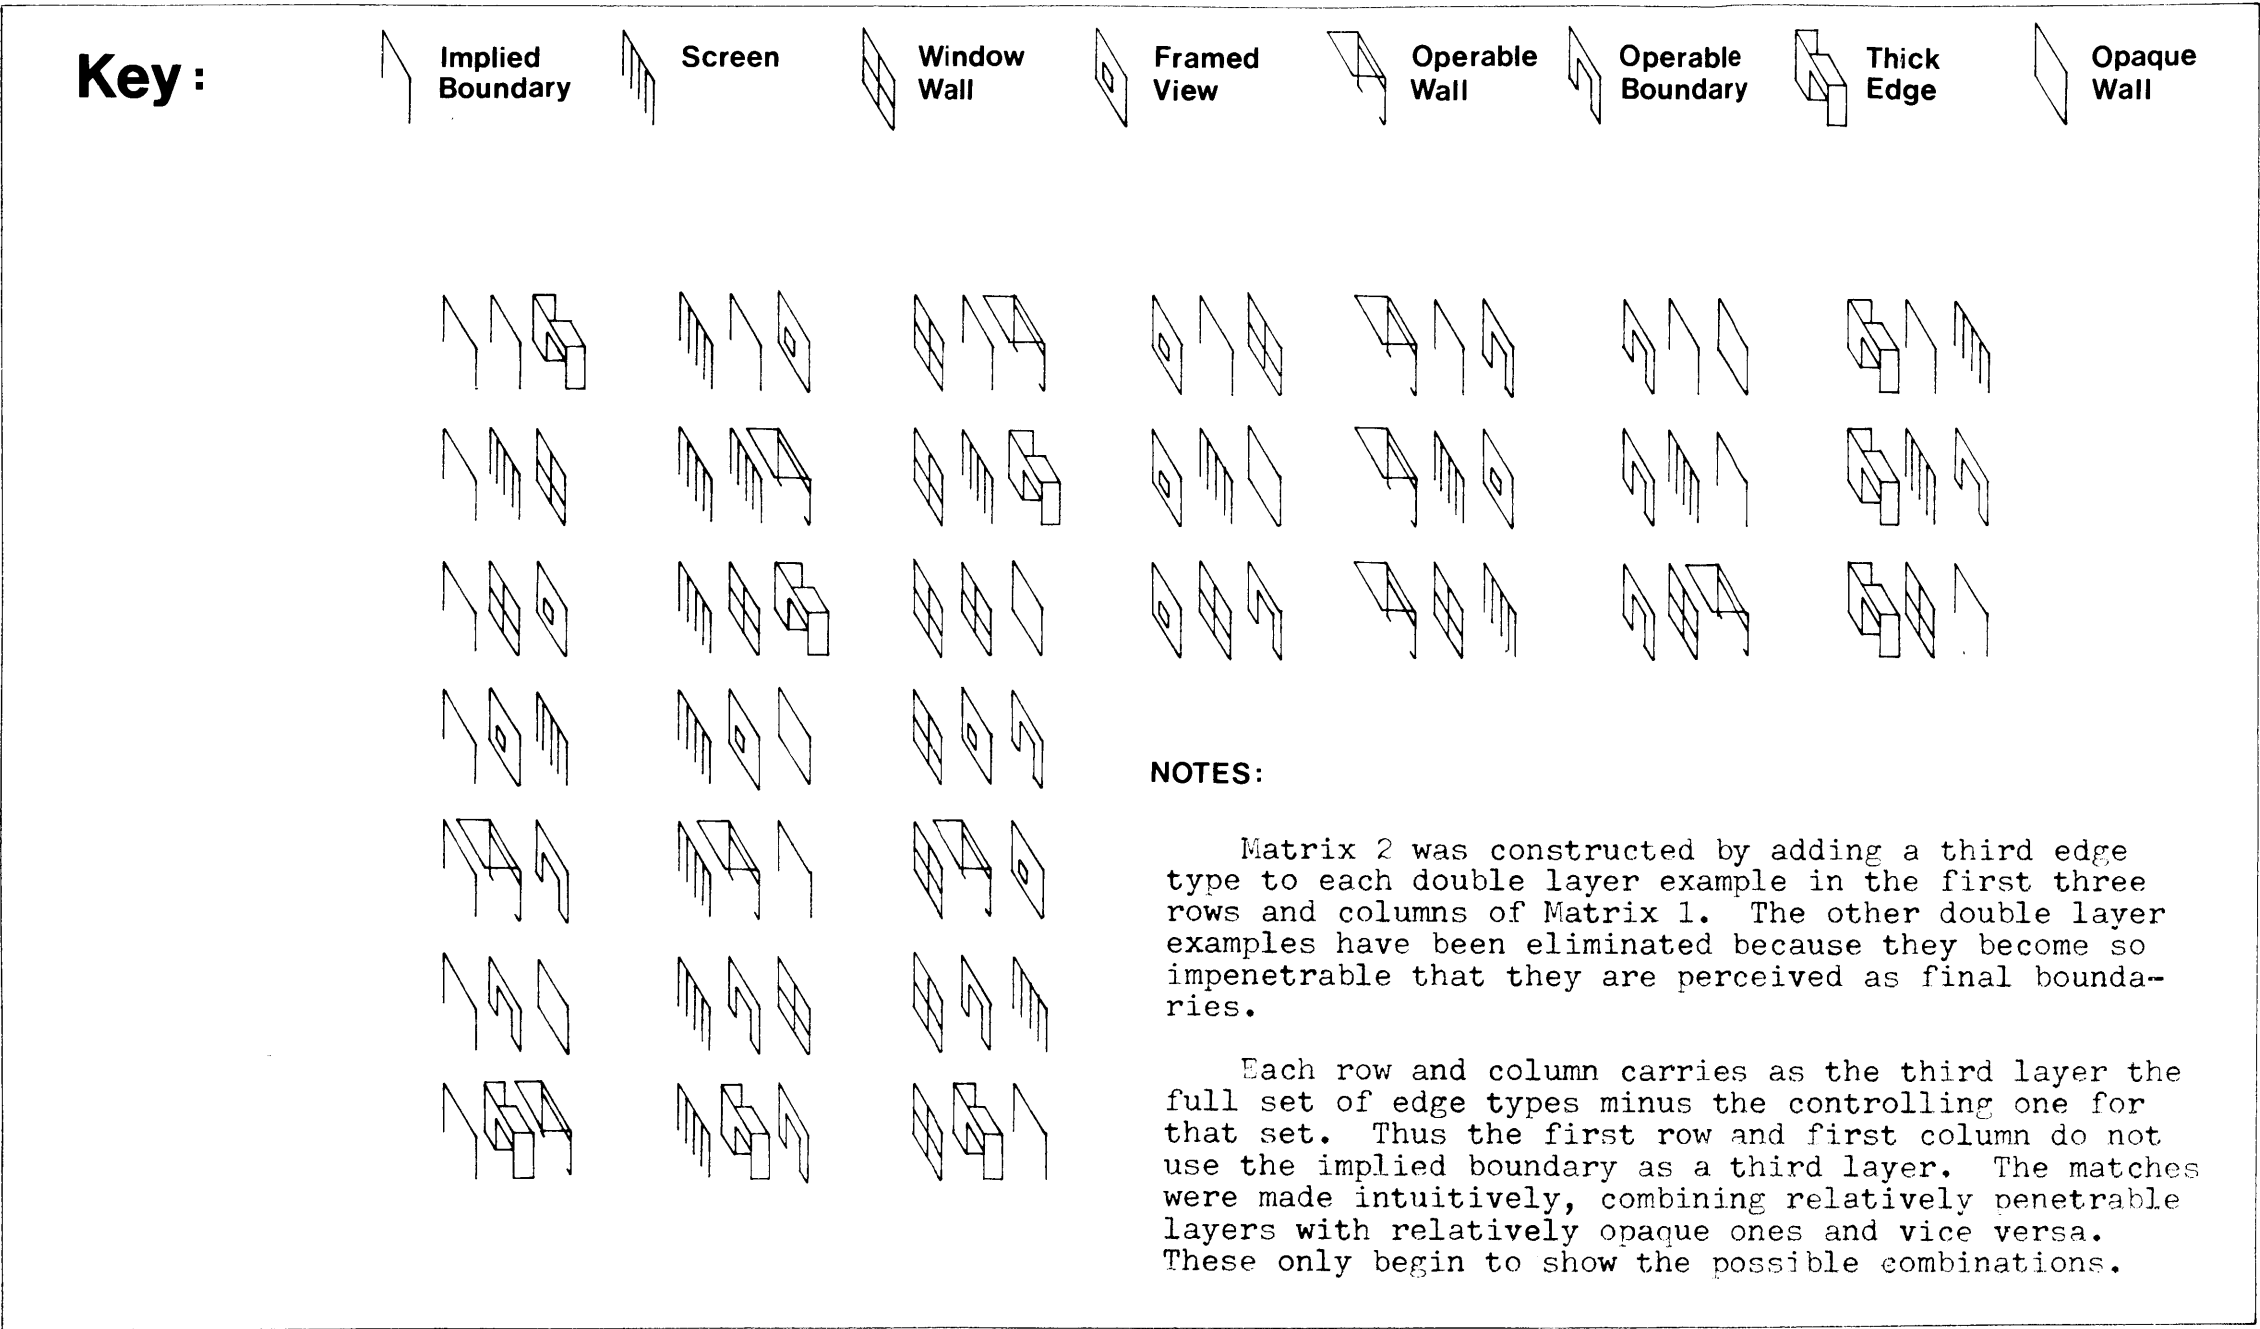 Key:
Implied
Boundary
Screen
Window
Wall
Framed
View
Operable
Wall
Operable
Boundary
Thick
Edge
Opaque
Wall
NOTES:
Matrix 2 was constructed by adding a third edge
type to each double layer example in the first three
rows and columns of Matrix 1. The other double layer
examples have been eliminated because they become so
impenetrable that they are perceived as final bounda-
ries.
Each row and column carries as the third layer the
full set of edge types minus the controlling one for
that set. Thus the first row and first column do not
use the implied boundary as a third layer. The matches
were made intuitively, combining relatively penetrable
layers with relatively opaque ones and vice versa.
These only begin to show the possible combinations.